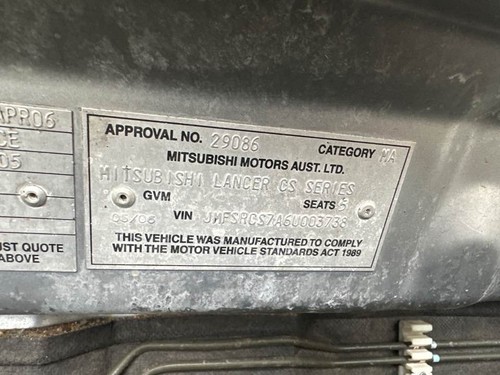 APR06
CE
05
UST QUOTE
ABOVE
APPROVAL NO. 29086 CATEGORY MA
MITSUBISHI MOTORS AUST. LTD.
MITSUBISHI LANCER CS SERIES
GVM SEATS 5
05/06 VIN JMFSRCS7A6U003738
THIS VEHICLE WAS MANUFACTURED TO COMPLY
WITH THE MOTOR VEHICLE STANDARDS ACT 1989